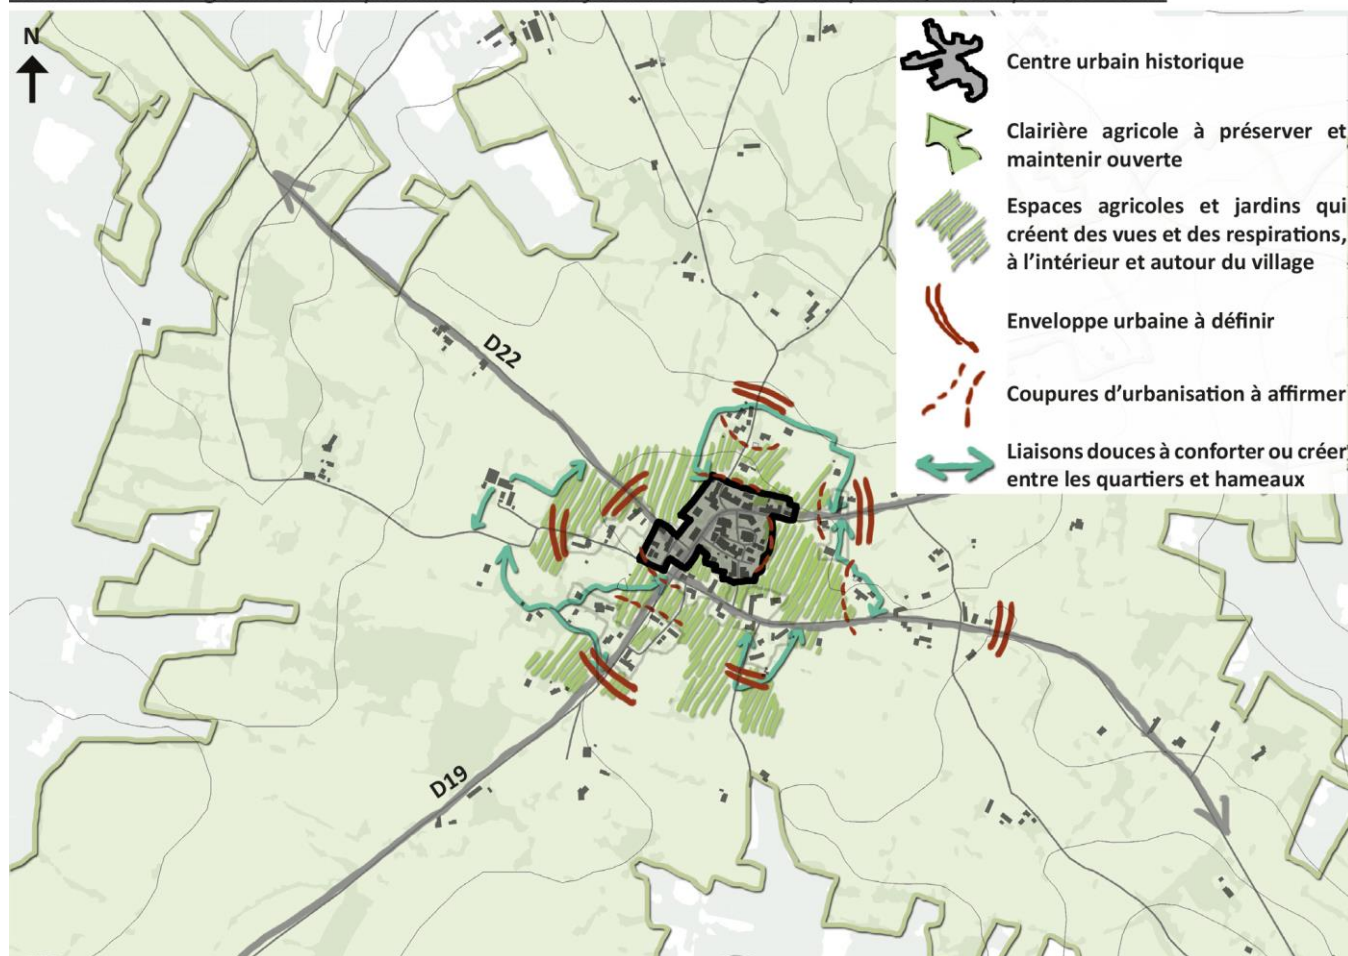 N
Centre urbain historique
Clairière agricole à préserver et
maintenir ouverte
Espaces agricoles et jardins qui
créent des vues et des respirations,
à l'intérieur et autour du village
Enveloppe urbaine à définir
Coupures d'urbanisation à affirmer
Liaisons douces à conforter ou créer
entre les quartiers et hameaux
D22
D19